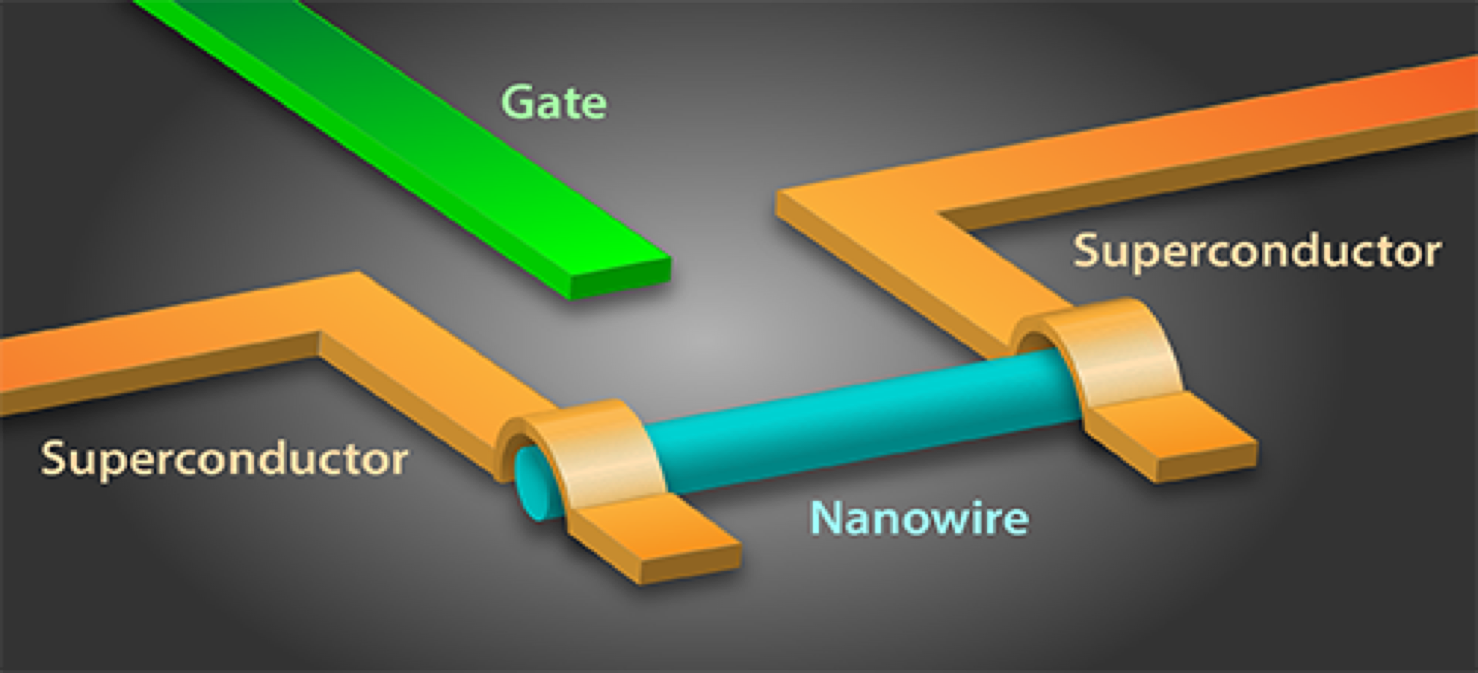 Gate
Superconductor
Superconductor
Nanowire